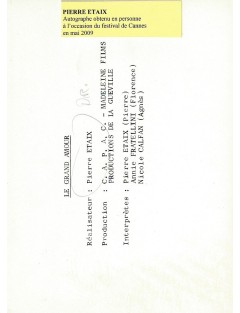 PIERRE ETAIX
Autographe obtenu en personne
à l'occasion du festival de Cannes
en mai 2009
LE GRAND AMOUR
Réalisateur : Pierre ETAIX
Production : C. A. P. A. C. - MADELEINE FILMS
PRODUCTIONS DE LA GUEVILLE
Interprètes : Pierre ETAIX (Pierre)
Annie FRATELLINI (Florence)
Nicole CALFAN (Agnès)